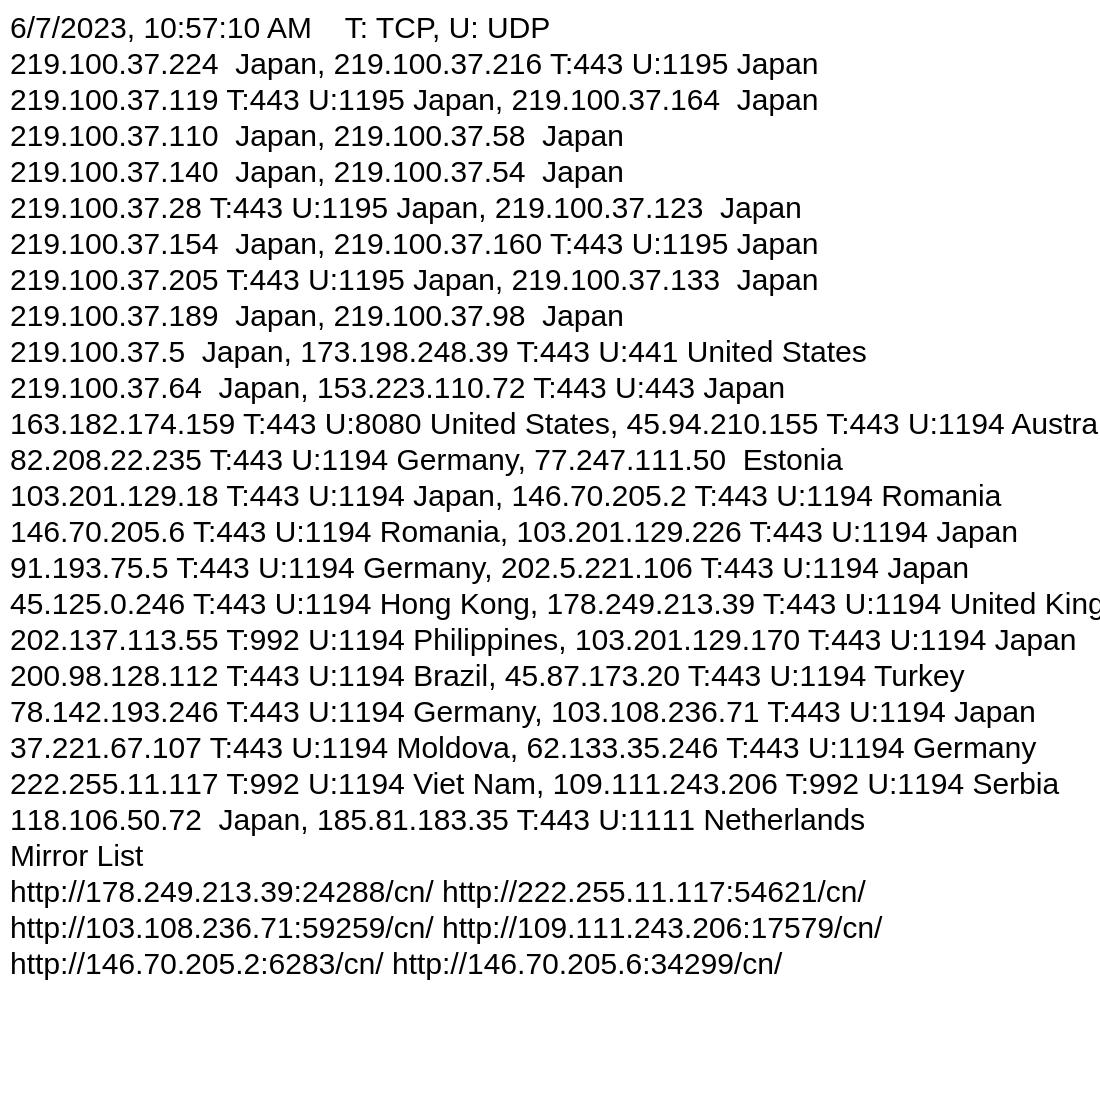 6/7/2023, 10:57:10 AM    T: TCP, U: UDP
219.100.37.224  Japan, 219.100.37.216 T:443 U:1195 Japan
219.100.37.119 T:443 U:1195 Japan, 219.100.37.164  Japan
219.100.37.110  Japan, 219.100.37.58  Japan
219.100.37.140  Japan, 219.100.37.54  Japan
219.100.37.28 T:443 U:1195 Japan, 219.100.37.123  Japan
219.100.37.154  Japan, 219.100.37.160 T:443 U:1195 Japan
219.100.37.205 T:443 U:1195 Japan, 219.100.37.133  Japan
219.100.37.189  Japan, 219.100.37.98  Japan
219.100.37.5  Japan, 173.198.248.39 T:443 U:441 United States
219.100.37.64  Japan, 153.223.110.72 T:443 U:443 Japan
163.182.174.159 T:443 U:8080 United States, 45.94.210.155 T:443 U:1194 Austra
82.208.22.235 T:443 U:1194 Germany, 77.247.111.50  Estonia
103.201.129.18 T:443 U:1194 Japan, 146.70.205.2 T:443 U:1194 Romania
146.70.205.6 T:443 U:1194 Romania, 103.201.129.226 T:443 U:1194 Japan
91.193.75.5 T:443 U:1194 Germany, 202.5.221.106 T:443 U:1194 Japan
45.125.0.246 T:443 U:1194 Hong Kong, 178.249.213.39 T:443 U:1194 United King
202.137.113.55 T:992 U:1194 Philippines, 103.201.129.170 T:443 U:1194 Japan
200.98.128.112 T:443 U:1194 Brazil, 45.87.173.20 T:443 U:1194 Turkey
78.142.193.246 T:443 U:1194 Germany, 103.108.236.71 T:443 U:1194 Japan
37.221.67.107 T:443 U:1194 Moldova, 62.133.35.246 T:443 U:1194 Germany
222.255.11.117 T:992 U:1194 Viet Nam, 109.111.243.206 T:992 U:1194 Serbia
118.106.50.72  Japan, 185.81.183.35 T:443 U:1111 Netherlands
Mirror List
http://178.249.213.39:24288/cn/ http://222.255.11.117:54621/cn/
http://103.108.236.71:59259/cn/ http://109.111.243.206:17579/cn/
http://146.70.205.2:6283/cn/ http://146.70.205.6:34299/cn/